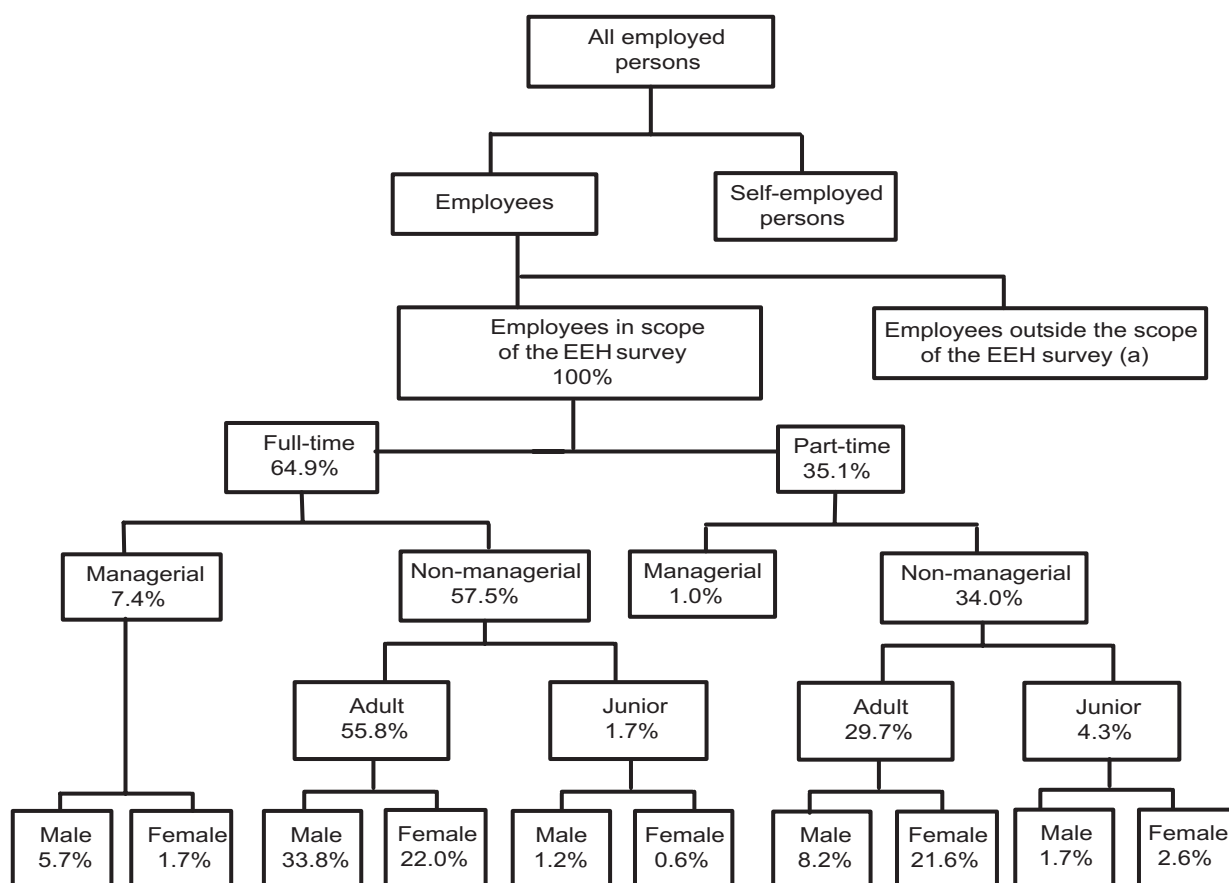 All employed
persons
Employees
Self-employed
persons
Employees in scope
of the EEH survey
100%
Employees outside the scope
of the EEH survey (a)
Full-time
64.9%
Part-time
35.1%
Managerial
7.4%
Non-managerial
57.5%
Managerial
1.0%
Non-managerial
34.0%
Adult
55.8%
Junior
1.7%
Adult
29.7%
Junior
4.3%
Male
5.7%
Female
1.7%
Male
33.8%
Female
22.0%
Male
1.2%
Female
0.6%
Male
8.2%
Female
21.6%
Male
1.7%
Female
2.6%